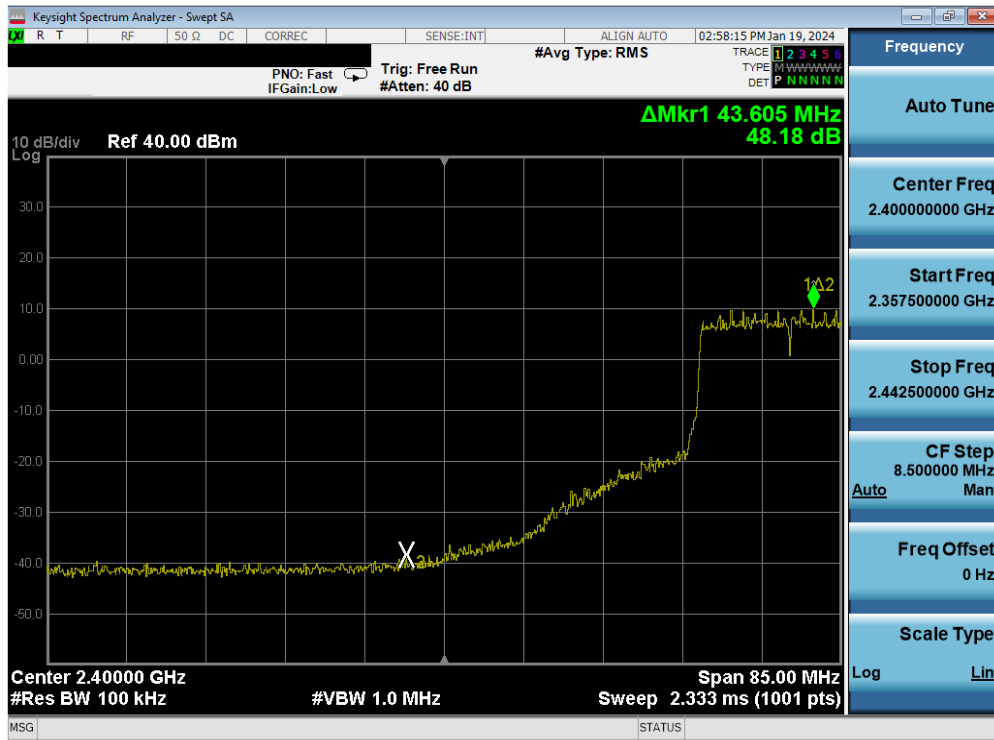 Keysight Spectrum Analyzer - Swept SA
LXI R T RF 50 Ω DC CORREC SENSE:INT ALIGN AUTO 02:58:15 PM Jan 19, 2024
#Avg Type: RMS TRACE 1 2 3 4 5 6
PNO: Fast Trig: Free Run TYPE M W W W W W
IFGain:Low #Atten: 40 dB DET P N N N N N
ΔMkr1 43.605 MHz
48.18 dB
10 dB/div Ref 40.00 dBm
Log
30.0
20.0
1Δ2
10.0
0.00
-10.0
-20.0
-30.0
-40.0
-50.0
Center 2.40000 GHz Span 85.00 MHz
#Res BW 100 kHz #VBW 1.0 MHz Sweep 2.333 ms (1001 pts)
MSG STATUS
Frequency
Auto Tune
Center Freq
2.400000000 GHz
Start Freq
2.357500000 GHz
Stop Freq
2.442500000 GHz
CF Step
8.500000 MHz
Auto Man
Freq Offset
0 Hz
Scale Type
Log Lin